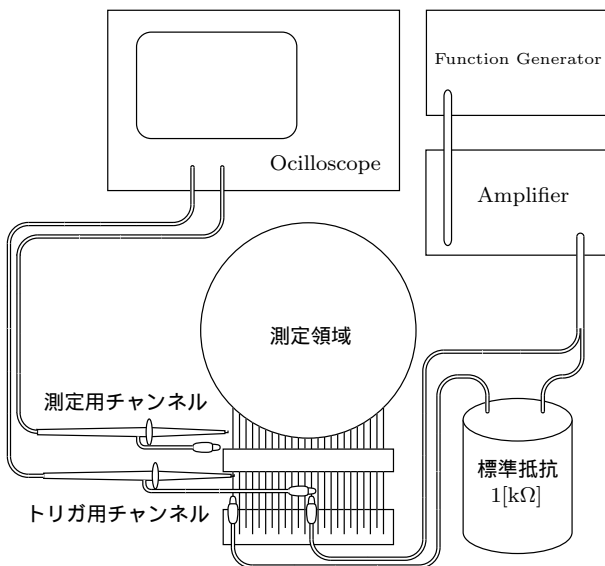 Function Generator
Ocilloscope
Amplifier
測定領域
測定用チャンネル
標準抵抗
1[kΩ]
トリガ用チャンネル